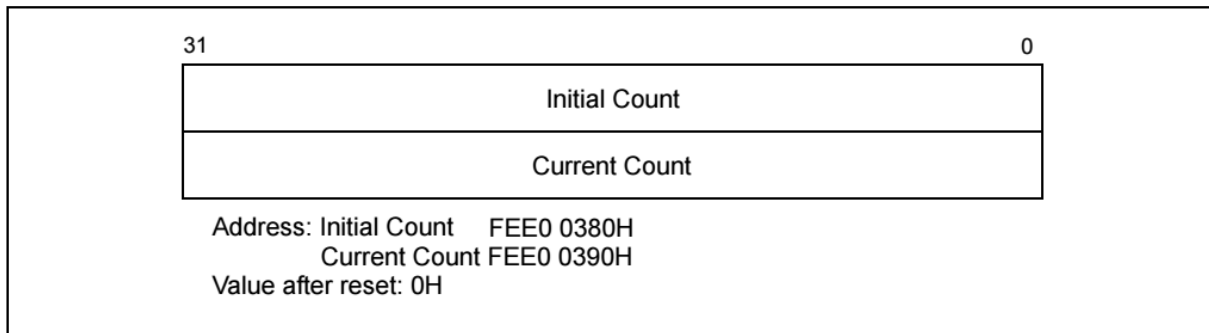 31 0
Initial Count
Current Count
Address: Initial Count FEE0 0380H
Current Count FEE0 0390H
Value after reset: 0H